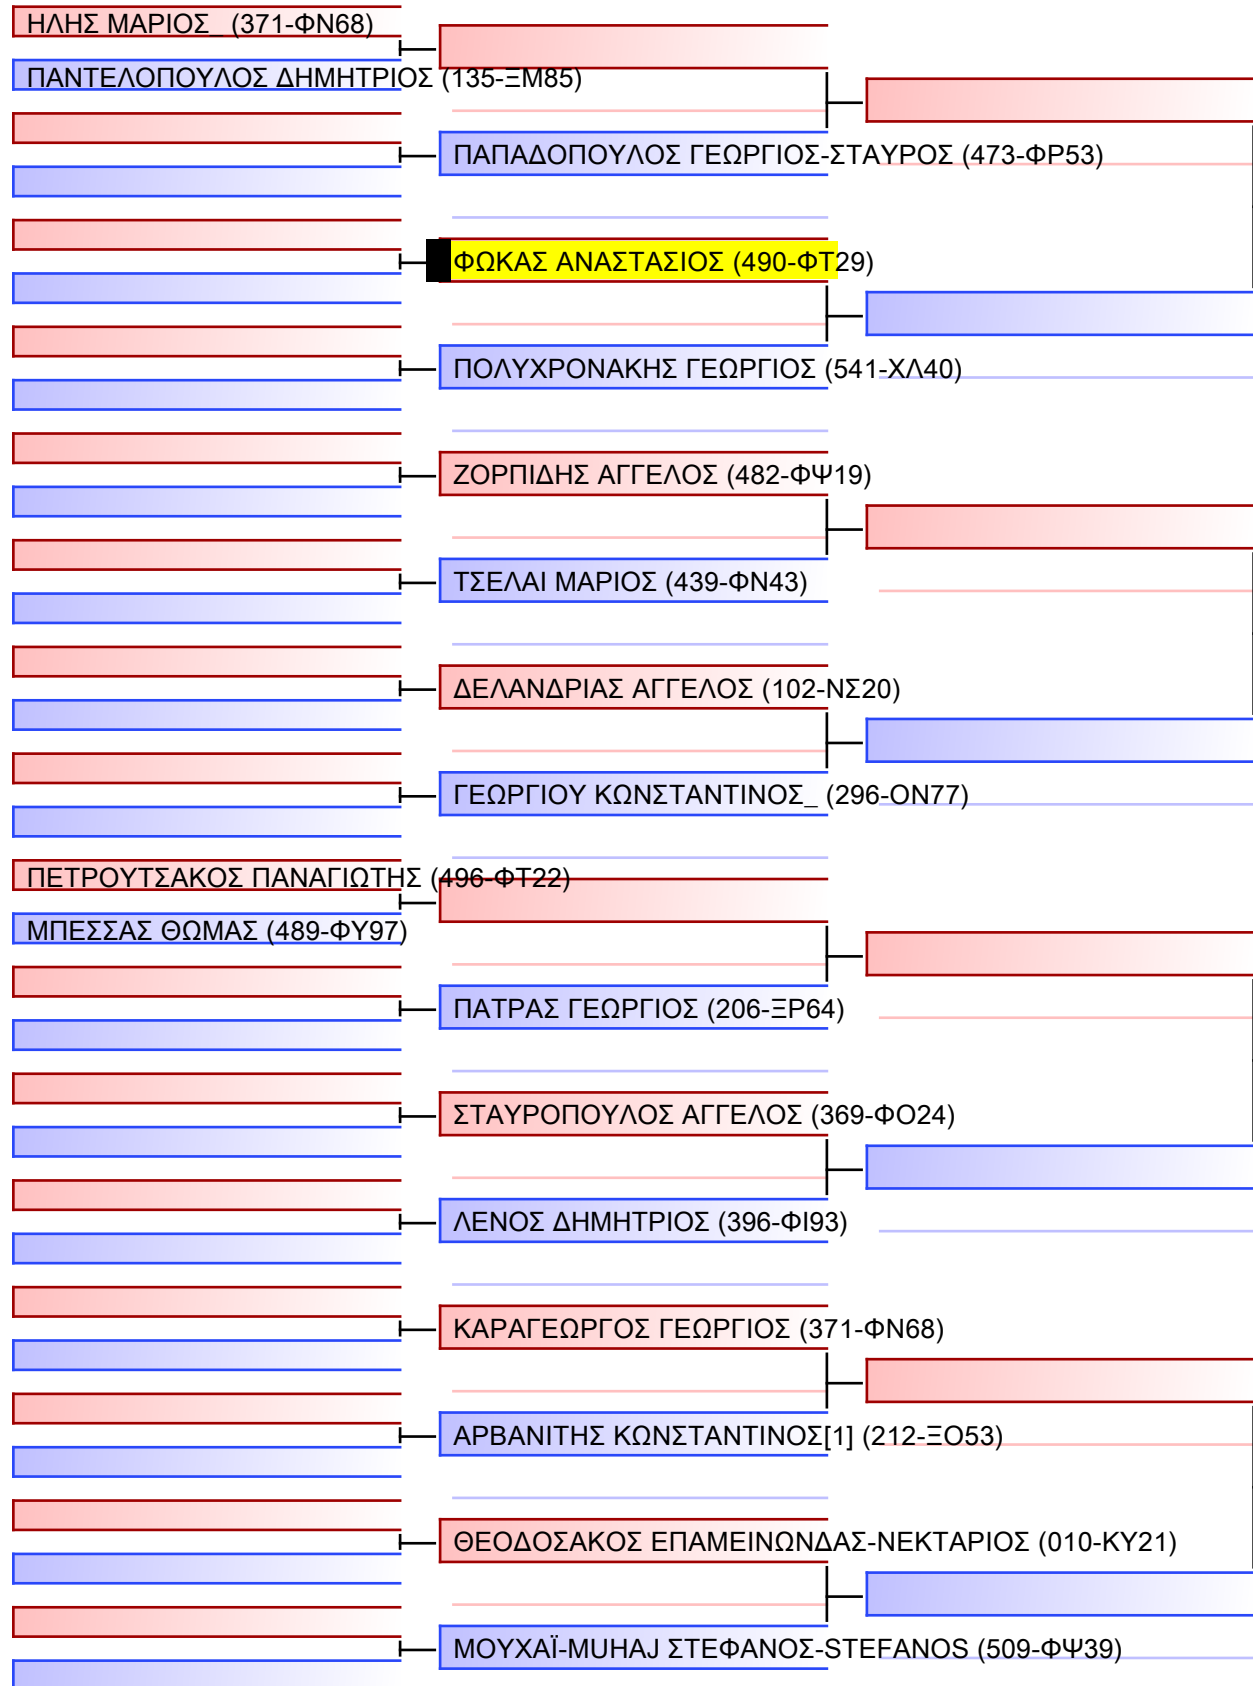 ΗΛΗΣ ΜΑΡΙΟΣ_ (371-ΦΝ68)
ΠΑΝΤΕΛΟΠΟΥΛΟΣ ΔΗΜΗΤΡΙΟΣ (135-ΞΜ85)
ΠΑΠΑΔΟΠΟΥΛΟΣ ΓΕΩΡΓΙΟΣ-ΣΤΑΥΡΟΣ (473-ΦΡ53)
ΦΩΚΑΣ ΑΝΑΣΤΑΣΙΟΣ (490-ΦΤ29)
ΠΟΛΥΧΡΟΝΑΚΗΣ ΓΕΩΡΓΙΟΣ (541-ΧΛ40)
ΖΟΡΠΙΔΗΣ ΑΓΓΕΛΟΣ (482-ΦΨ19)
ΤΣΕΛΑΙ ΜΑΡΙΟΣ (439-ΦΝ43)
ΔΕΛΑΝΔΡΙΑΣ ΑΓΓΕΛΟΣ (102-ΝΣ20)
ΓΕΩΡΓΙΟΥ ΚΩΝΣΤΑΝΤΙΝΟΣ_ (296-ΟΝ77)
ΠΕΤΡΟΥΤΣΑΚΟΣ ΠΑΝΑΓΙΩΤΗΣ (496-ΦΤ22)
ΜΠΕΣΣΑΣ ΘΩΜΑΣ (489-ΦΥ97)
ΠΑΤΡΑΣ ΓΕΩΡΓΙΟΣ (206-ΞΡ64)
ΣΤΑΥΡΟΠΟΥΛΟΣ ΑΓΓΕΛΟΣ (369-ΦΟ24)
ΛΕΝΟΣ ΔΗΜΗΤΡΙΟΣ (396-ΦΙ93)
ΚΑΡΑΓΕΩΡΓΟΣ ΓΕΩΡΓΙΟΣ (371-ΦΝ68)
ΑΡΒΑΝΙΤΗΣ ΚΩΝΣΤΑΝΤΙΝΟΣ[1] (212-ΞΟ53)
ΘΕΟΔΟΣΑΚΟΣ ΕΠΑΜΕΙΝΩΝΔΑΣ-ΝΕΚΤΑΡΙΟΣ (010-ΚΥ21)
ΜΟΥΧΑΪ-MUHAJ ΣΤΕΦΑΝΟΣ-STEFANOS (509-ΦΨ39)